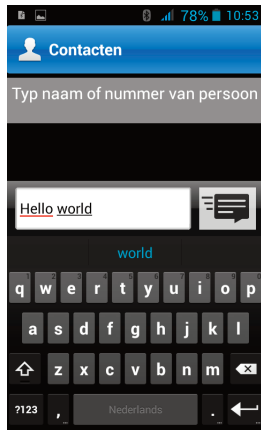 78% 10:53
Contacten
Typ naam of nummer van persoon
Hello world
world
q w e r t y u i o p
a s d f g h j k l
z x c v b n m
?123 , Nederlands .